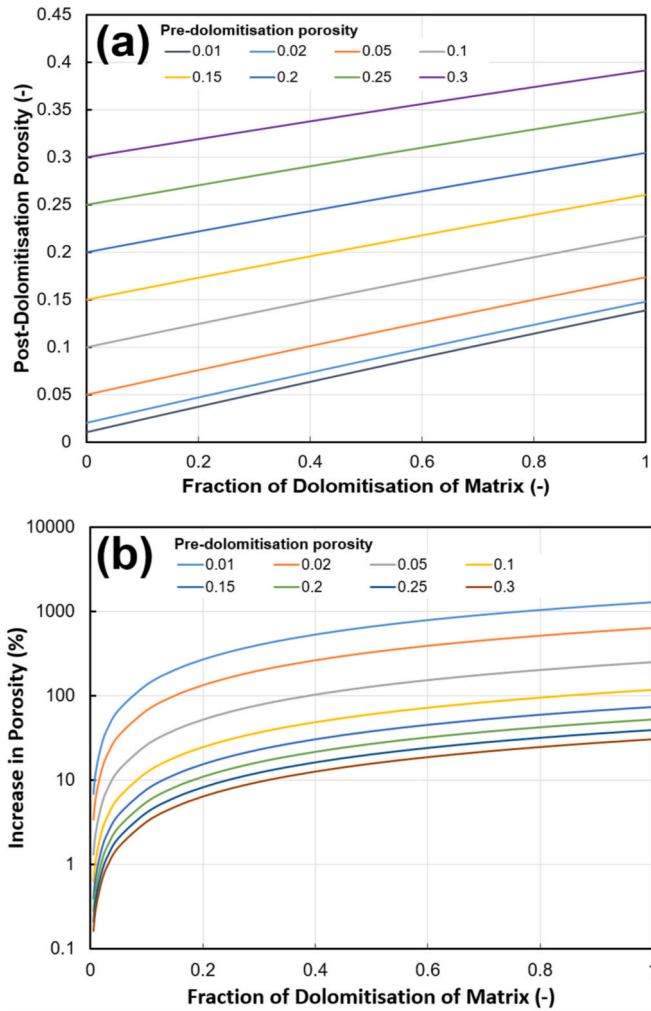 0.45
(a)
Pre-dolomitisation porosity
0.01 0.02 0.05 0.1
0.15 0.2 0.25 0.3
0.4
0.35
0.3
0.25
0.2
0.15
0.1
0.05
0
Post-Dolomitisation Porosity (-)
0 0.2 0.4 0.6 0.8 1
Fraction of Dolomitisation of Matrix (-)
10000
(b)
Pre-dolomitisation porosity
0.01 0.02 0.05 0.1
0.15 0.2 0.25 0.3
1000
100
10
1
0.1
Increase in Porosity (%)
0 0.2 0.4 0.6 0.8 1
Fraction of Dolomitisation of Matrix (-)